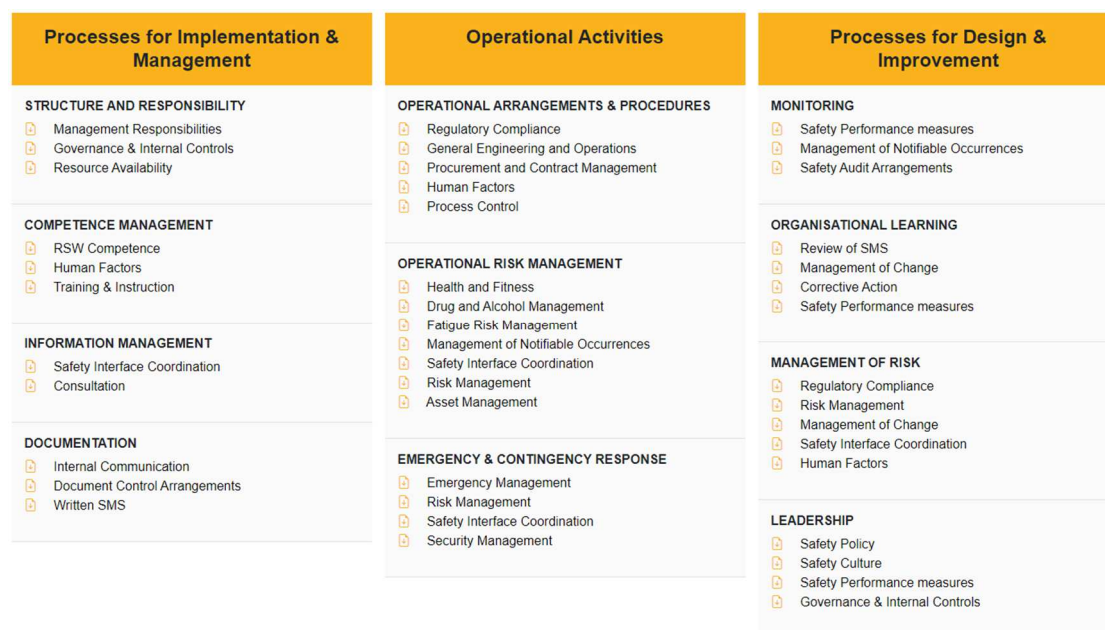 Processes for Implementation &
Management
STRUCTURE AND RESPONSIBILITY
Management Responsibilities
Governance & Internal Controls
Resource Availability
COMPETENCE MANAGEMENT
RSW Competence
Human Factors
Training & Instruction
INFORMATION MANAGEMENT
Safety Interface Coordination
Consultation
DOCUMENTATION
Internal Communication
Document Control Arrangements
Written SMS
Operational Activities
OPERATIONAL ARRANGEMENTS & PROCEDURES
Regulatory Compliance
General Engineering and Operations
Procurement and Contract Management
Human Factors
Process Control
OPERATIONAL RISK MANAGEMENT
Health and Fitness
Drug and Alcohol Management
Fatigue Risk Management
Management of Notifiable Occurrences
Safety Interface Coordination
Risk Management
Asset Management
EMERGENCY & CONTINGENCY RESPONSE
Emergency Management
Risk Management
Safety Interface Coordination
Security Management
Processes for Design &
Improvement
MONITORING
Safety Performance measures
Management of Notifiable Occurrences
Safety Audit Arrangements
ORGANISATIONAL LEARNING
Review of SMS
Management of Change
Corrective Action
Safety Performance measures
MANAGEMENT OF RISK
Regulatory Compliance
Risk Management
Management of Change
Safety Interface Coordination
Human Factors
LEADERSHIP
Safety Policy
Safety Culture
Safety Performance measures
Governance & Internal Controls